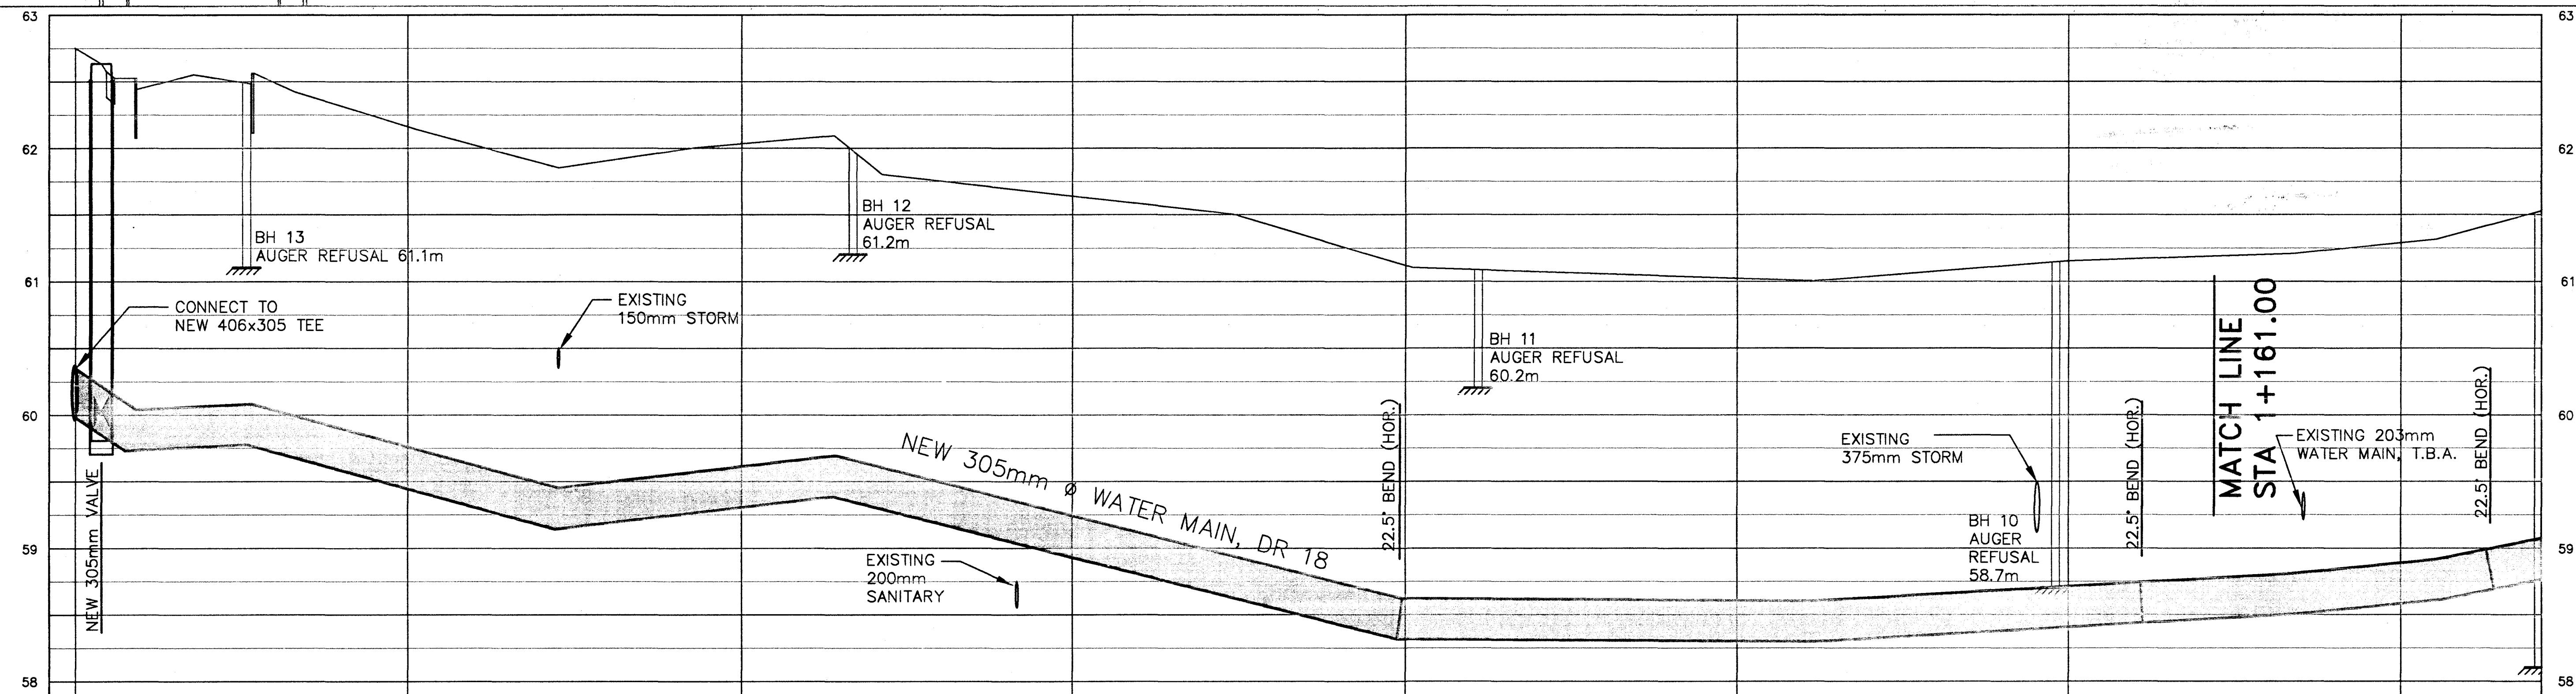 63
63
62
62
BH 12
AUGER REFUSAL
61.2m
BH 13
AUGER REFUSAL 61.1m
61
61
CONNECT TO
NEW 406x305 TEE
EXISTING
150mm STORM
BH 11
AUGER REFUSAL
60.2m
MATCH LINE
STA 1+161.00
60
60
NEW 305mm VALVE
NEW 305mm Ø WATER MAIN, DR 18
22.5° BEND (HOR.)
EXISTING
375mm STORM
22.5° BEND (HOR.)
EXISTING 203mm
WATER MAIN, T.B.A.
22.5° BEND (HOR.)
BH 10
AUGER
REFUSAL
58.7m
59
59
EXISTING
200mm
SANITARY
58
58